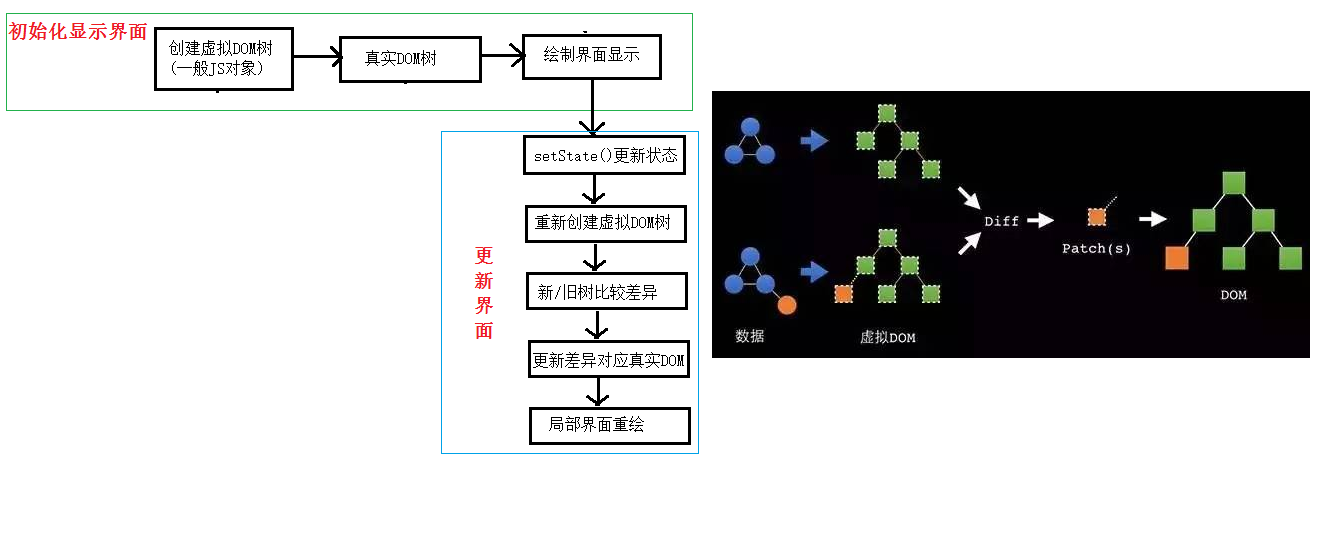 初始化显示界面
创建虚拟DOM树
(一般JS对象)
真实DOM树
绘制界面显示
更新界面
setState()更新状态
重新创建虚拟DOM树
新/旧树比较差异
更新差异对应真实DOM
局部界面重绘
数据
虚拟DOM
Diff
Patch(s)
DOM